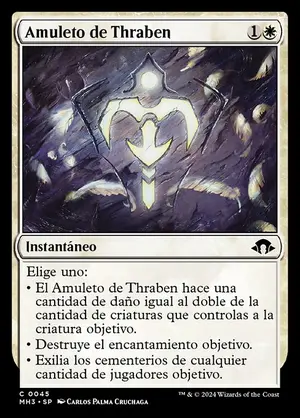 Amuleto de Thraben 1
Instantáneo
Elige uno:
• El Amuleto de Thraben hace una
cantidad de daño igual al doble de la
cantidad de criaturas que controlas a la
criatura objetivo.
• Destruye el encantamiento objetivo.
• Exilia los cementerios de cualquier
cantidad de jugadores objetivo.
C 0045
MH3 • SP CARLOS PALMA CRUCHAGA
™ & © 2024 Wizards of the Coast